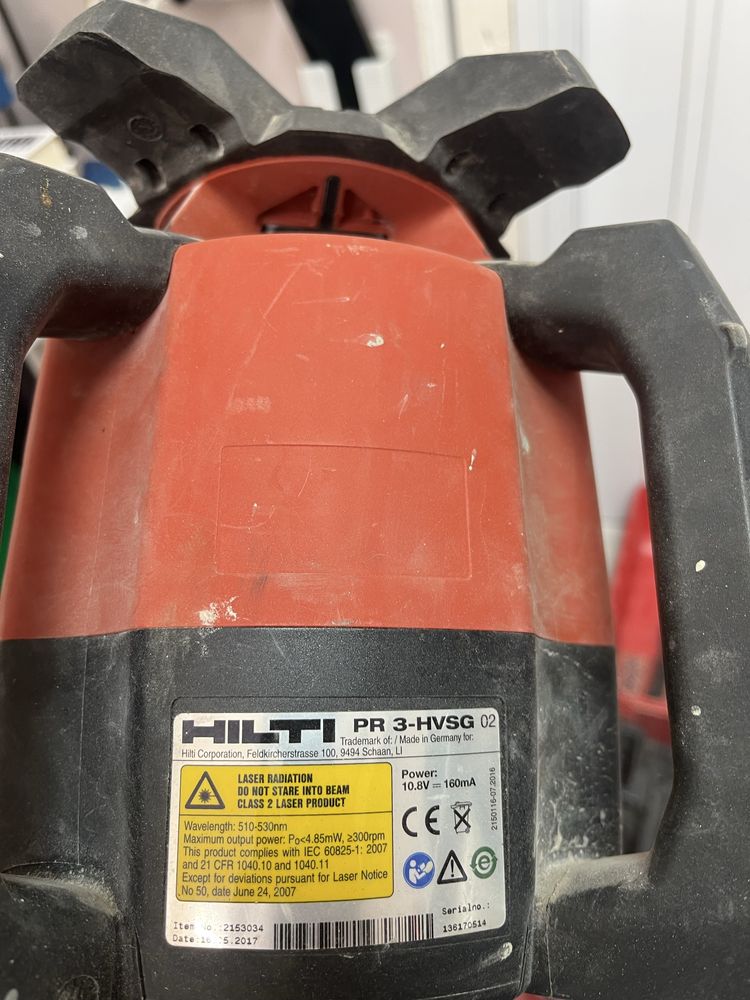 HILTI PR 3-HVSG 02
Trademark of: / Made in Germany for:
Hilti Corporation, Feldkircherstrasse 100, 9494 Schaan, LI
LASER RADIATION
DO NOT STARE INTO BEAM
CLASS 2 LASER PRODUCT
Wavelength: 510-530nm
Maximum output power: P₀<4.85mW, ≥300rpm
This product complies with IEC 60825-1: 2007
and 21 CFR 1040.10 and 1040.11
Except for deviations pursuant for Laser Notice
No 50, date June 24, 2007
Power:
10.8V ⎓ 160mA
CE
2150116-07.2016
Item No.:2153034
Date: .05.2017
Serialno.:
136170514